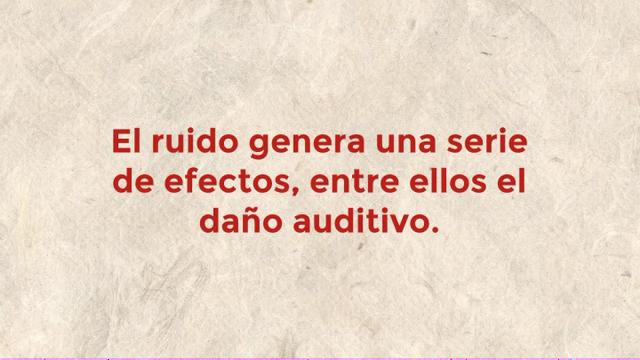 El ruido genera una serie
de efectos, entre ellos el
daño auditivo.